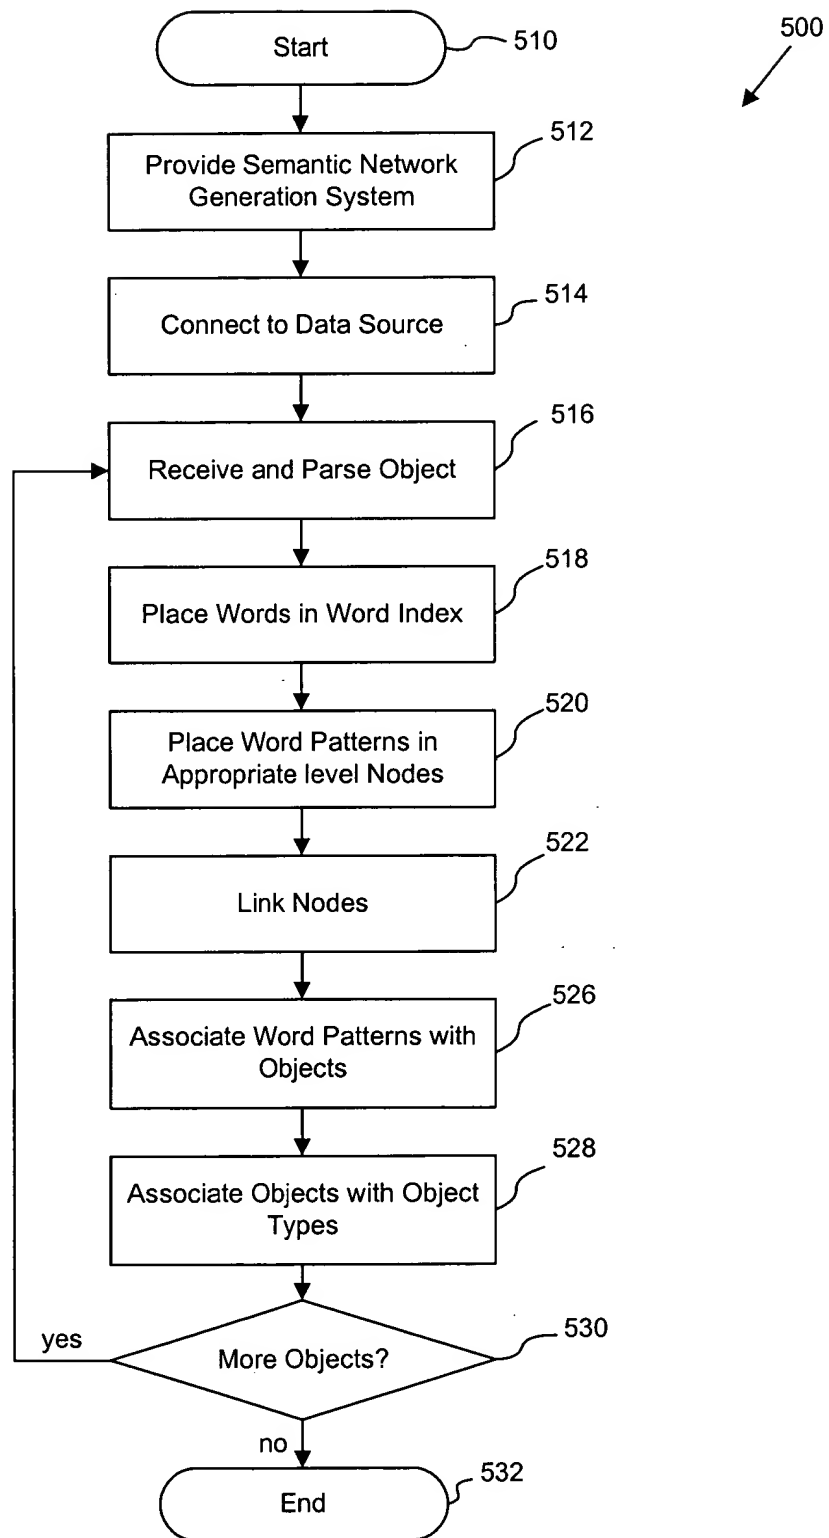 Start
510
500
512
Provide Semantic Network
Generation System
514
Connect to Data Source
516
Receive and Parse Object
518
Place Words in Word Index
520
Place Word Patterns in
Appropriate level Nodes
522
Link Nodes
526
Associate Word Patterns with
Objects
528
Associate Objects with Object
Types
530
yes
More Objects?
no
532
End